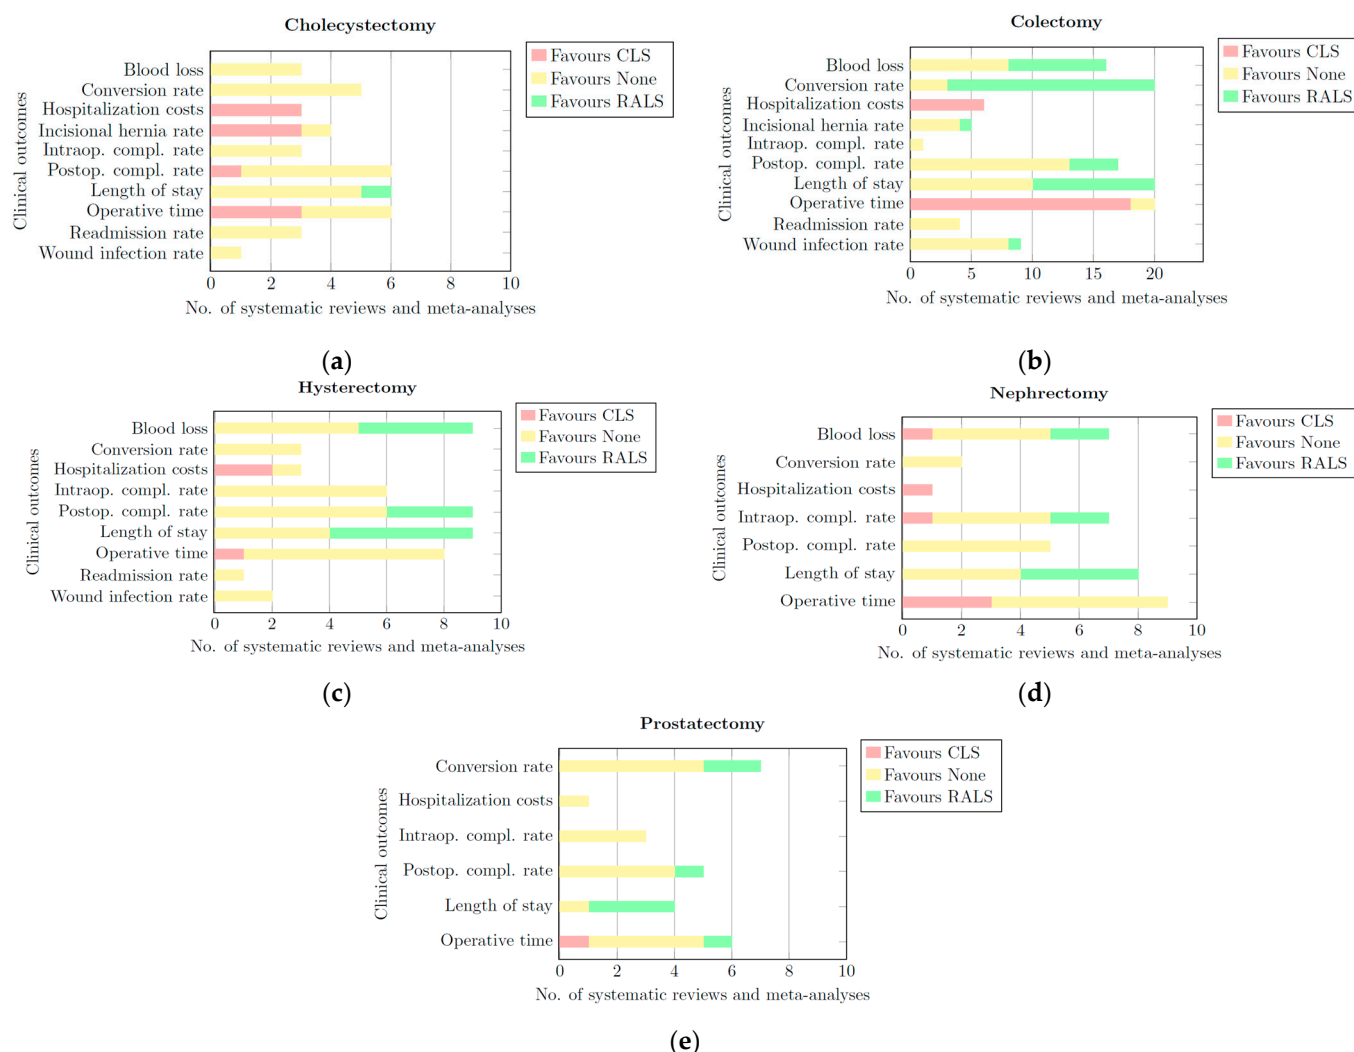 Cholecystectomy
Favours CLS
Favours None
Favours RALS
Clinical outcomes
Blood loss
Conversion rate
Hospitalization costs
Incisional hernia rate
Intraop. compl. rate
Postop. compl. rate
Length of stay
Operative time
Readmission rate
Wound infection rate
0 2 4 6 8 10
No. of systematic reviews and meta-analyses
(a)
Colectomy
Favours CLS
Favours None
Favours RALS
Clinical outcomes
Blood loss
Conversion rate
Hospitalization costs
Incisional hernia rate
Intraop. compl. rate
Postop. compl. rate
Length of stay
Operative time
Readmission rate
Wound infection rate
0 5 10 15 20
No. of systematic reviews and meta-analyses
(b)
Hysterectomy
Favours CLS
Favours None
Favours RALS
Clinical outcomes
Blood loss
Conversion rate
Hospitalization costs
Intraop. compl. rate
Postop. compl. rate
Length of stay
Operative time
Readmission rate
Wound infection rate
0 2 4 6 8 10
No. of systematic reviews and meta-analyses
(c)
Nephrectomy
Favours CLS
Favours None
Favours RALS
Clinical outcomes
Blood loss
Conversion rate
Hospitalization costs
Intraop. compl. rate
Postop. compl. rate
Length of stay
Operative time
0 2 4 6 8 10
No. of systematic reviews and meta-analyses
(d)
Prostatectomy
Favours CLS
Favours None
Favours RALS
Clinical outcomes
Conversion rate
Hospitalization costs
Intraop. compl. rate
Postop. compl. rate
Length of stay
Operative time
0 2 4 6 8 10
No. of systematic reviews and meta-analyses
(e)